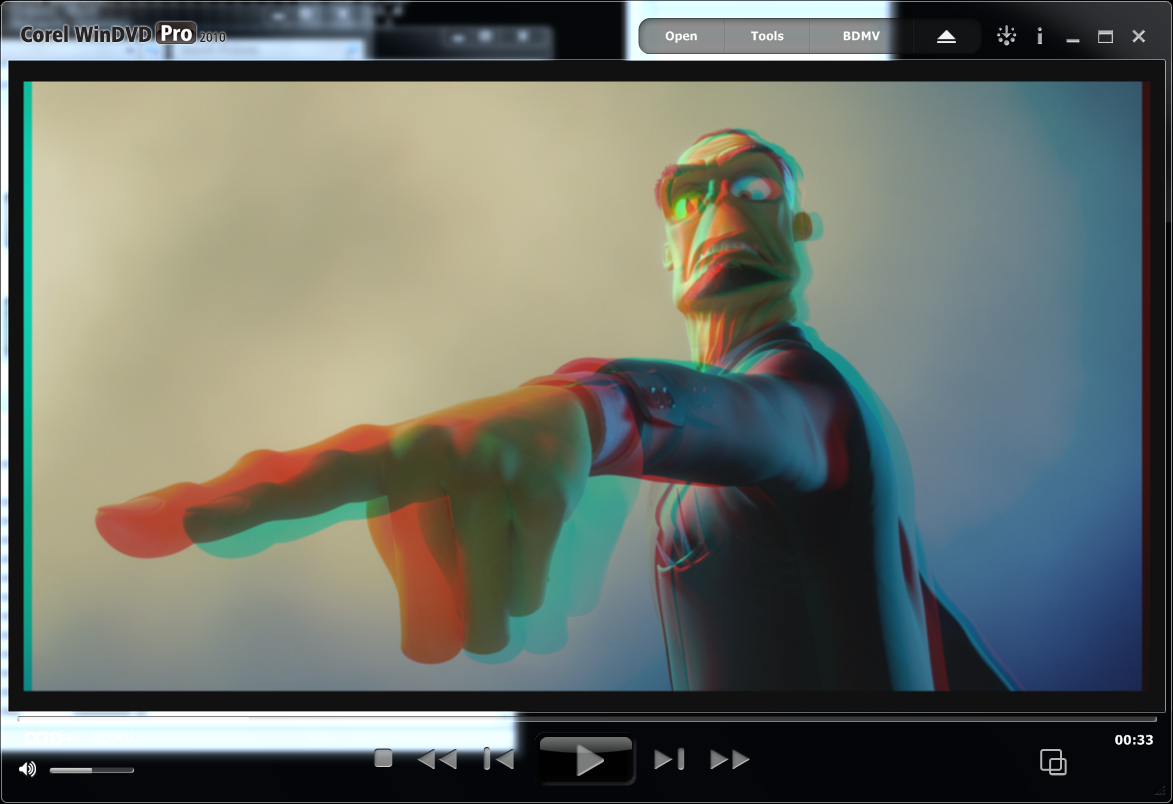 Corel WinDVD Pro 2010
Open Tools BDMV
00:33